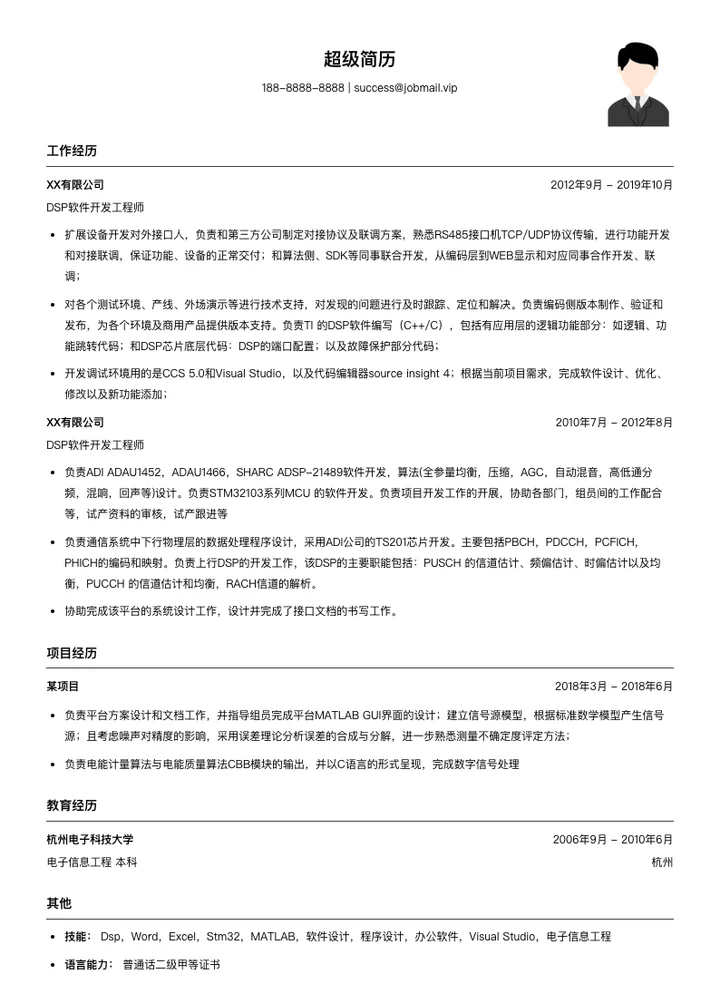 超级简历
188-8888-8888 | success@jobmail.vip
工作经历
XX有限公司 2012年9月 - 2019年10月
DSP软件开发工程师
• 扩展设备开发对外接口人，负责和第三方公司制定对接协议及联调方案，熟悉RS485接口机TCP/UDP协议传输，进行功能开发
和对接联调，保证功能、设备的正常交付；和算法侧、SDK等同事联合开发，从编码层到WEB显示和对应同事合作开发、联
调；
• 对各个测试环境、产线、外场演示等进行技术支持，对发现的问题进行及时跟踪、定位和解决。负责编码侧版本制作、验证和
发布，为各个环境及商用产品提供版本支持。负责TI 的DSP软件编写（C++/C），包括有应用层的逻辑功能部分：如逻辑、功
能跳转代码；和DSP芯片底层代码：DSP的端口配置；以及故障保护部分代码；
• 开发调试环境用的是CCS 5.0和Visual Studio，以及代码编辑器source insight 4；根据当前项目需求，完成软件设计、优化、
修改以及新功能添加；
XX有限公司 2010年7月 - 2012年8月
DSP软件开发工程师
• 负责ADI ADAU1452，ADAU1466，SHARC ADSP-21489软件开发，算法(全参量均衡，压缩，AGC，自动混音，高低通分
频，混响，回声等)设计。负责STM32103系列MCU 的软件开发。负责项目开发工作的开展，协助各部门，组员间的工作配合
等，试产资料的审核，试产跟进等
• 负责通信系统中下行物理层的数据处理程序设计，采用ADI公司的TS201芯片开发。主要包括PBCH，PDCCH，PCFICH，
PHICH的编码和映射。负责上行DSP的开发工作，该DSP的主要职能包括：PUSCH 的信道估计、频偏估计、时偏估计以及均
衡，PUCCH 的信道估计和均衡，RACH信道的解析。
• 协助完成该平台的系统设计工作，设计并完成了接口文档的书写工作。
项目经历
某项目 2018年3月 - 2018年6月
• 负责平台方案设计和文档工作，并指导组员完成平台MATLAB GUI界面的设计；建立信号源模型，根据标准数学模型产生信号
源；且考虑噪声对精度的影响，采用误差理论分析误差的合成与分解，进一步熟悉测量不确定度评定方法；
• 负责电能计量算法与电能质量算法CBB模块的输出，并以C语言的形式呈现，完成数字信号处理
教育经历
杭州电子科技大学 2006年9月 - 2010年6月
电子信息工程 本科 杭州
其他
• 技能： Dsp，Word，Excel，Stm32，MATLAB，软件设计，程序设计，办公软件，Visual Studio，电子信息工程
• 语言能力： 普通话二级甲等证书